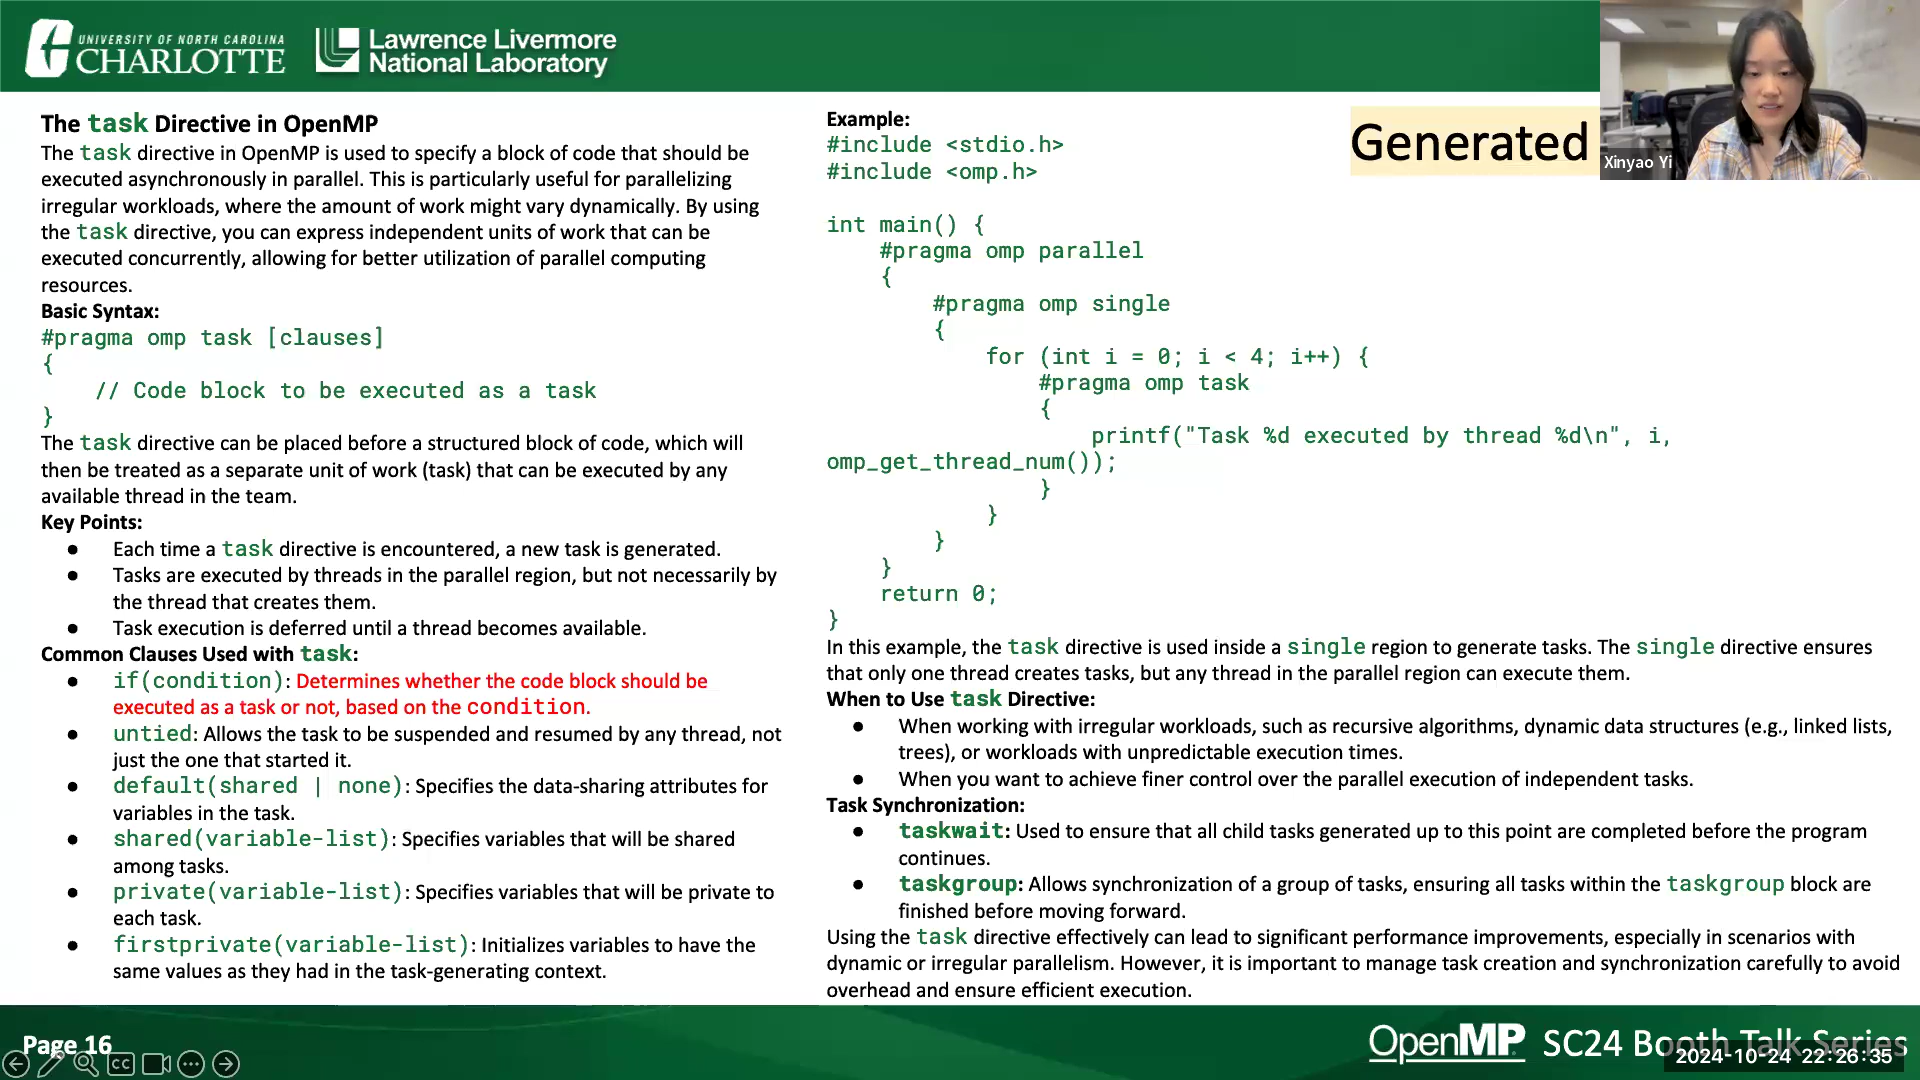 UNIVERSITY OF NORTH CAROLINA
CHARLOTTE
Lawrence Livermore
National Laboratory
The task Directive in OpenMP
The task directive in OpenMP is used to specify a block of code that should be
executed asynchronously in parallel. This is particularly useful for parallelizing
irregular workloads, where the amount of work might vary dynamically. By using
the task directive, you can express independent units of work that can be
executed concurrently, allowing for better utilization of parallel computing
resources.
Basic Syntax:
#pragma omp task [clauses]
{
// Code block to be executed as a task
}
The task directive can be placed before a structured block of code, which will
then be treated as a separate unit of work (task) that can be executed by any
available thread in the team.
Key Points:
● Each time a task directive is encountered, a new task is generated.
● Tasks are executed by threads in the parallel region, but not necessarily by
the thread that creates them.
● Task execution is deferred until a thread becomes available.
Common Clauses Used with task:
● if(condition): Determines whether the code block should be
executed as a task or not, based on the condition.
● untied: Allows the task to be suspended and resumed by any thread, not
just the one that started it.
● default(shared | none): Specifies the data-sharing attributes for
variables in the task.
● shared(variable-list): Specifies variables that will be shared
among tasks.
● private(variable-list): Specifies variables that will be private to
each task.
● firstprivate(variable-list): Initializes variables to have the
same values as they had in the task-generating context.
Example:
#include <stdio.h>
#include <omp.h>
int main() {
#pragma omp parallel
{
#pragma omp single
{
for (int i = 0; i < 4; i++) {
#pragma omp task
{
printf("Task %d executed by thread %d\n", i,
omp_get_thread_num());
}
}
}
}
return 0;
}
In this example, the task directive is used inside a single region to generate tasks. The single directive ensures
that only one thread creates tasks, but any thread in the parallel region can execute them.
When to Use task Directive:
● When working with irregular workloads, such as recursive algorithms, dynamic data structures (e.g., linked lists,
trees), or workloads with unpredictable execution times.
● When you want to achieve finer control over the parallel execution of independent tasks.
Task Synchronization:
● taskwait: Used to ensure that all child tasks generated up to this point are completed before the program
continues.
● taskgroup: Allows synchronization of a group of tasks, ensuring all tasks within the taskgroup block are
finished before moving forward.
Using the task directive effectively can lead to significant performance improvements, especially in scenarios with
dynamic or irregular parallelism. However, it is important to manage task creation and synchronization carefully to avoid
overhead and ensure efficient execution.
Generated
Xinyao Yi
Page 16
CC
OpenMP
SC24 Booth Talk Series
2024-10-24 22:26:35